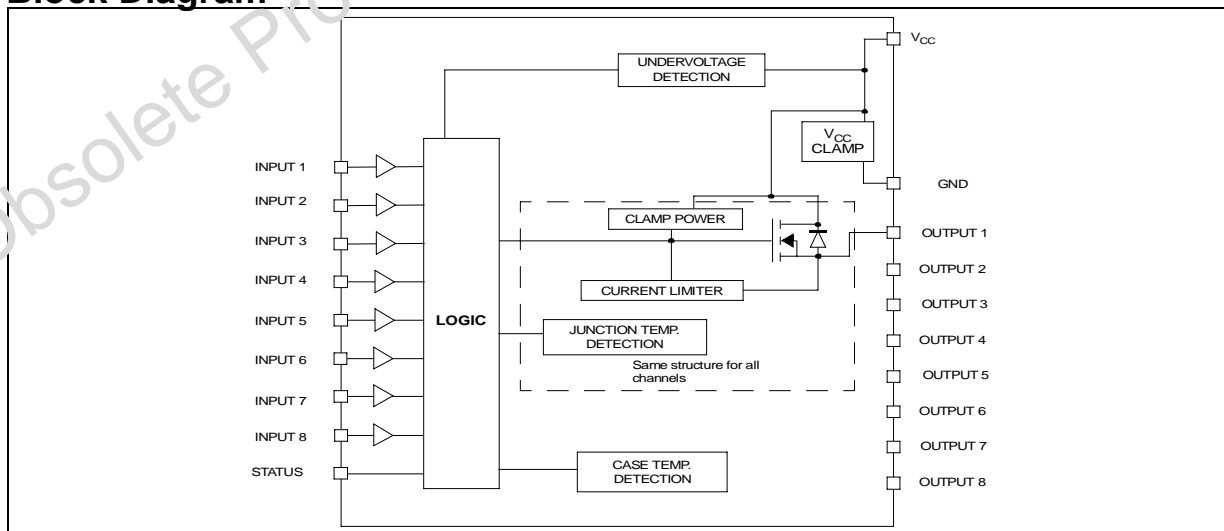 Block Diagram
Obsolete Pro
UNDERVOLTAGE
DETECTION
VCC
VCC
CLAMP
GND
INPUT 1
INPUT 2
INPUT 3
INPUT 4
INPUT 5
INPUT 6
INPUT 7
INPUT 8
STATUS
LOGIC
CLAMP POWER
CURRENT LIMITER
JUNCTION TEMP.
DETECTION
Same structure for all
channels
CASE TEMP.
DETECTION
OUTPUT 1
OUTPUT 2
OUTPUT 3
OUTPUT 4
OUTPUT 5
OUTPUT 6
OUTPUT 7
OUTPUT 8